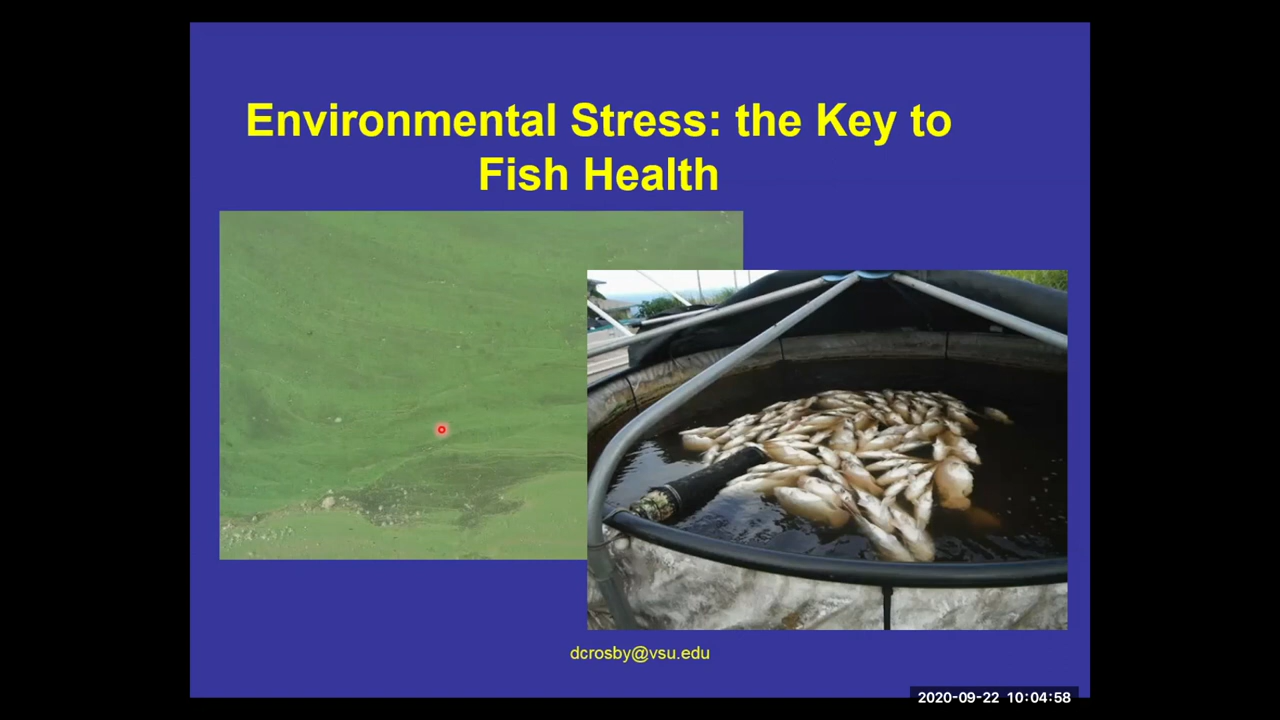 Environmental Stress: the Key to
Fish Health
dcrosby@vsu.edu
2020-09-22 10:04:58